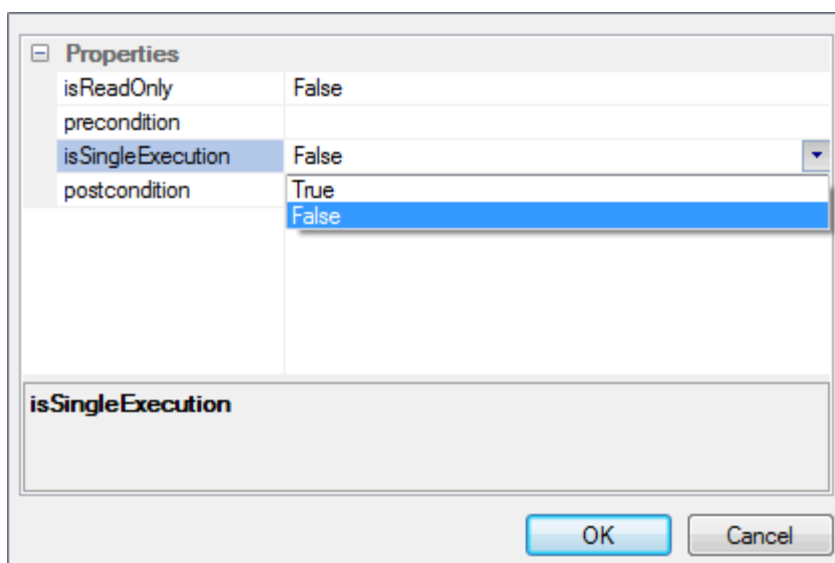 Properties
isReadOnly False
precondition
isSingleExecution False
postcondition True
False
isSingleExecution
OK Cancel